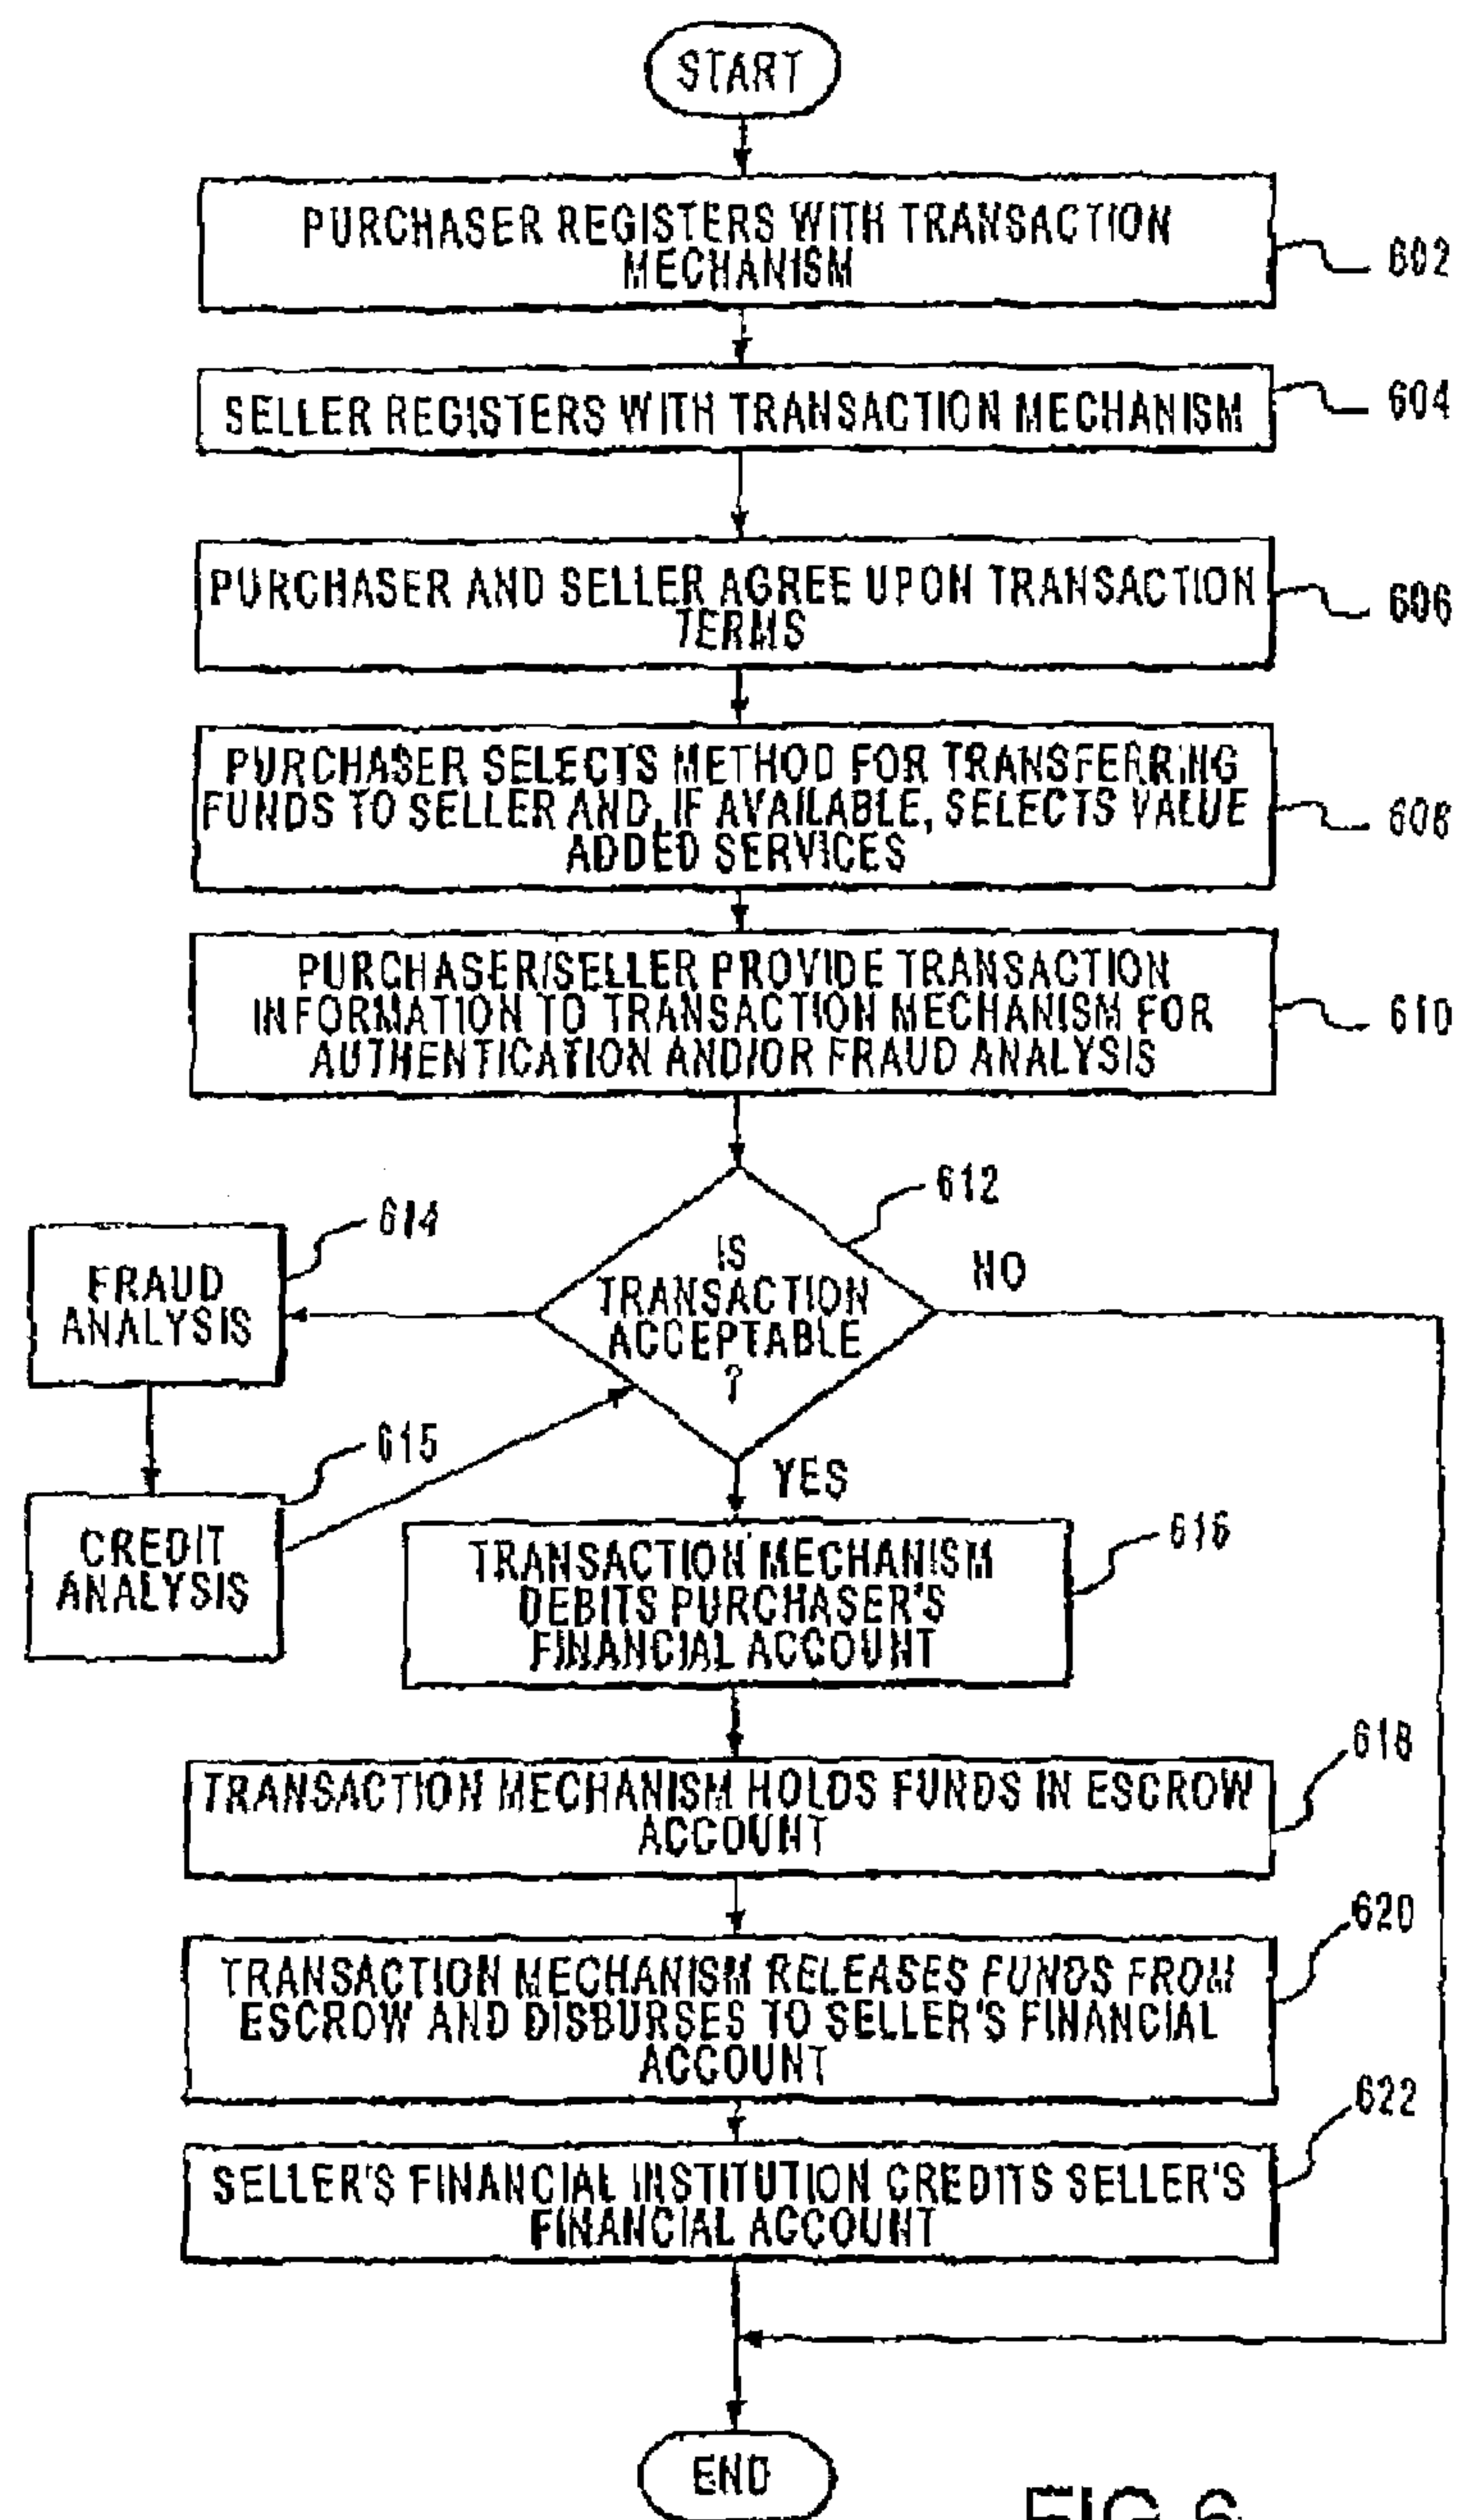 START
PURCHASER REGISTERS WITH TRANSACTION
MECHANISM
602
SELLER REGISTERS WITH TRANSACTION MECHANISM
604
PURCHASER AND SELLER AGREE UPON TRANSACTION
TERMS
606
PURCHASER SELECTS METHOD FOR TRANSFERRING
FUNDS TO SELLER AND, IF AVAILABLE, SELECTS VALUE
ADDED SERVICES
608
PURCHASER/SELLER PROVIDE TRANSACTION
INFORMATION TO TRANSACTION MECHANISM FOR
AUTHENTICATION AND/OR FRAUD ANALYSIS
610
612
614
IS
TRANSACTION
ACCEPTABLE
?
NO
FRAUD
ANALYSIS
615
YES
CREDIT
ANALYSIS
TRANSACTION MECHANISM
DEBITS PURCHASER'S
FINANCIAL ACCOUNT
616
TRANSACTION MECHANISM HOLDS FUNDS IN ESCROW
ACCOUNT
618
TRANSACTION MECHANISM RELEASES FUNDS FROM
ESCROW AND DISBURSES TO SELLER'S FINANCIAL
ACCOUNT
620
SELLER'S FINANCIAL INSTITUTION CREDITS SELLER'S
FINANCIAL ACCOUNT
622
END
FIG. 6